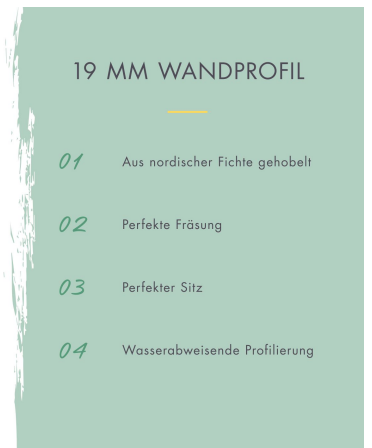 19 MM WANDPROFIL
01 Aus nordischer Fichte gehobelt
02 Perfekte Fräsung
03 Perfekter Sitz
04 Wasserabweisende Profilierung